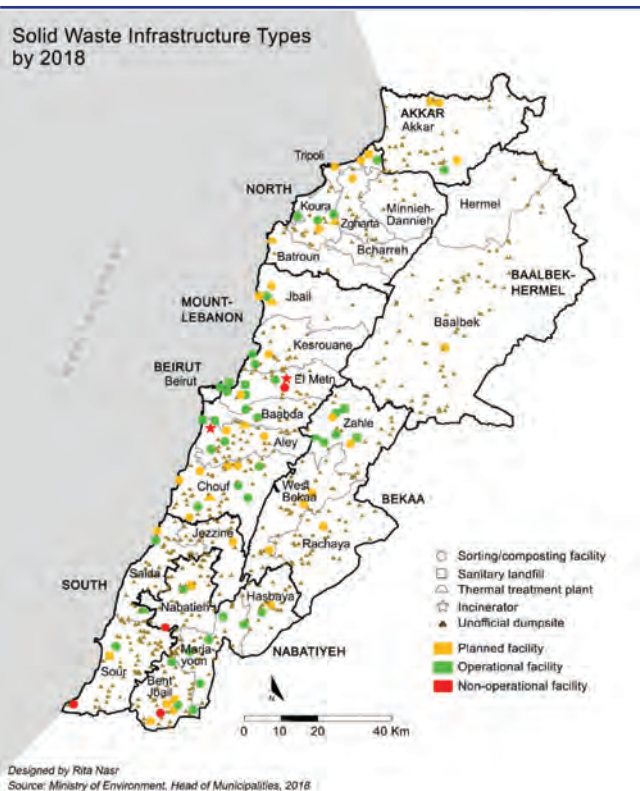 Solid Waste Infrastructure Types
by 2018
AKKAR
Akkar
Tripoli
NORTH
Koura
Zgharta
Minnieh-
Dannieh
Hermel
Batroun
Bcharreh
BAALBEK-
HERMEL
MOUNT-
LEBANON
Jbail
Baalbek
Kesrouane
BEIRUT
Beirut
El Metn
Baabda
Zahle
Aley
Chouf
West
Bekaa
BEKAA
Jezzine
Rachaya
SOUTH
Saida
Nabatieh
Hasbaya
NABATIYEH
Marja-
yoon
Sour
Bent
Jbail
Sorting/composting facility
Sanitary landfill
Thermal treatment plant
Incinerator
Unofficial dumpsite
Planned facility
Operational facility
Non-operational facility
N
0 10 20 40 Km
Designed by Rita Nasr
Source: Ministry of Environment, Head of Municipalities, 2018